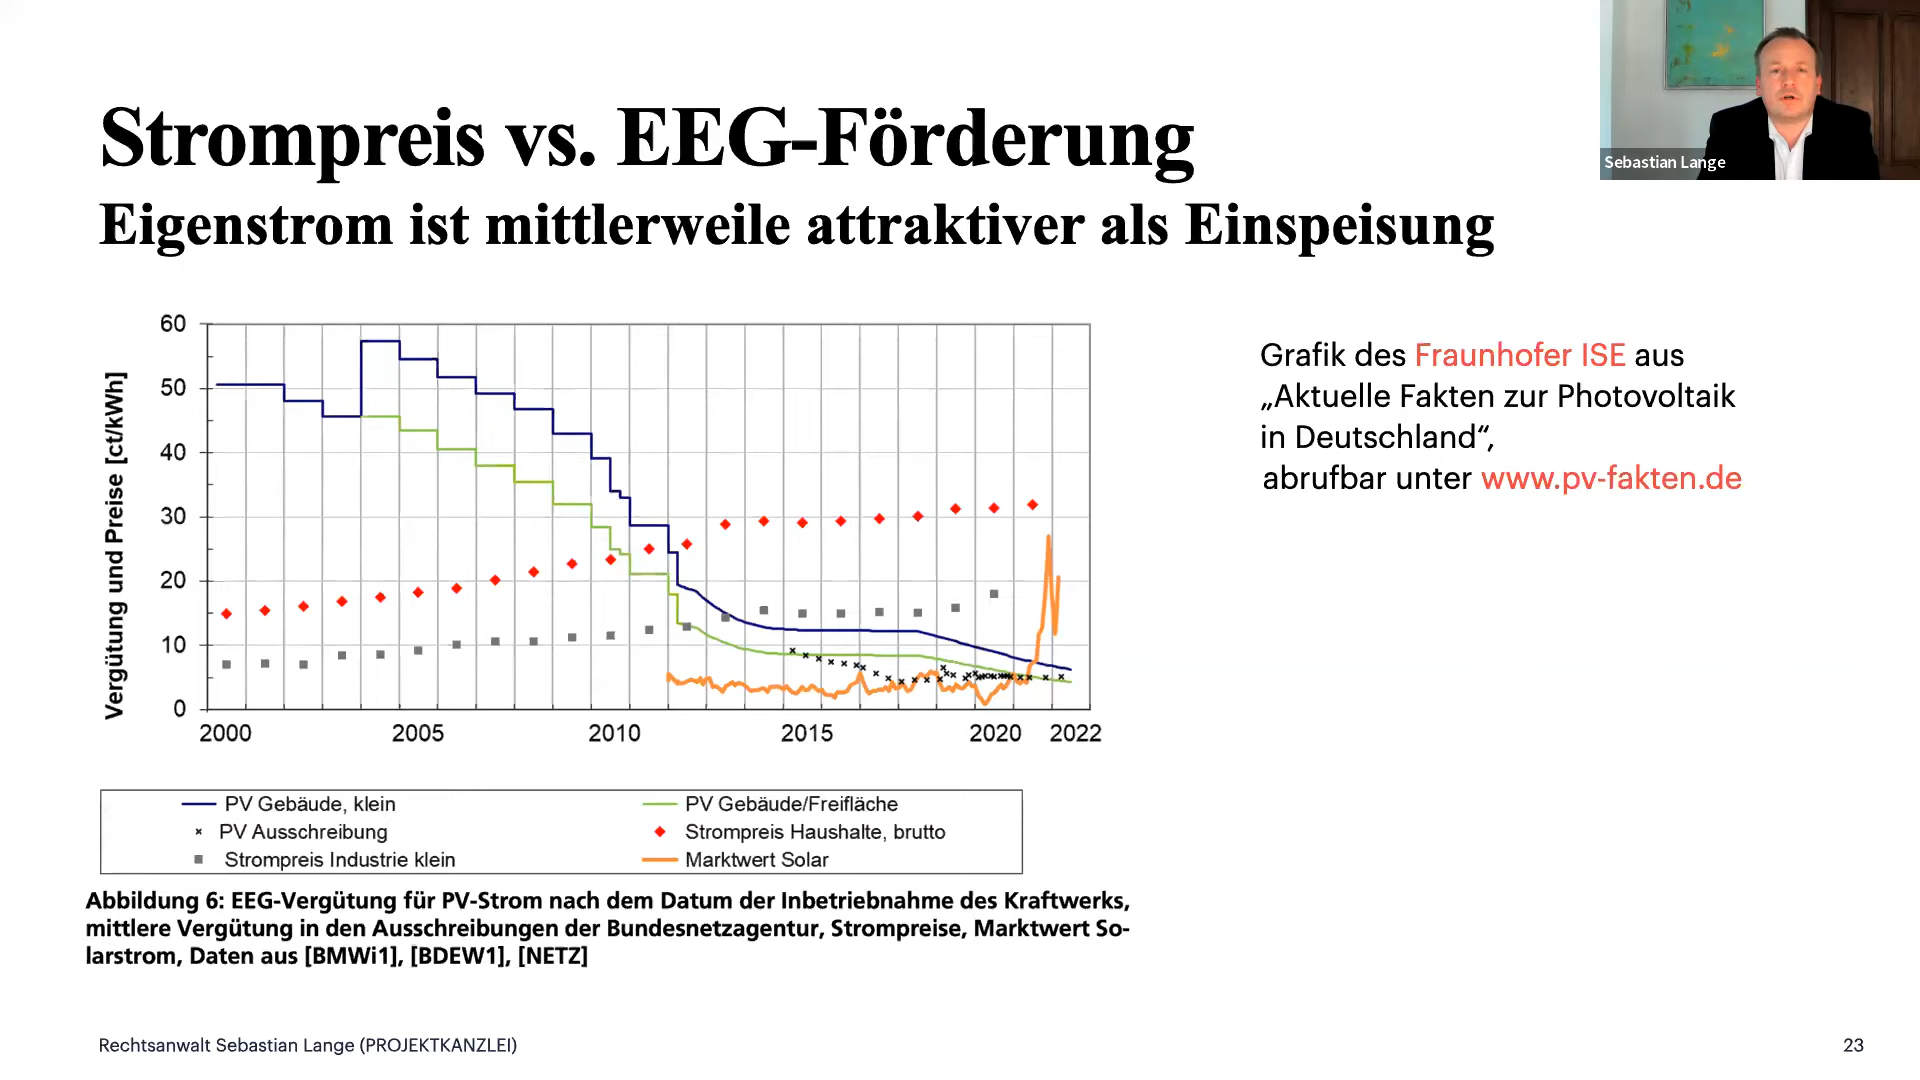 Sebastian Lange
Strompreis vs. EEG-Förderung
Eigenstrom ist mittlerweile attraktiver als Einspeisung
Vergütung und Preise [ct/kWh]
60
50
40
30
20
10
0
2000 2005 2010 2015 2020 2022
PV Gebäude, klein PV Gebäude/Freifläche
PV Ausschreibung Strompreis Haushalte, brutto
Strompreis Industrie klein Marktwert Solar
Abbildung 6: EEG-Vergütung für PV-Strom nach dem Datum der Inbetriebnahme des Kraftwerks,
mittlere Vergütung in den Ausschreibungen der Bundesnetzagentur, Strompreise, Marktwert So-
larstrom, Daten aus [BMWi1], [BDEW1], [NETZ]
Grafik des Fraunhofer ISE aus
„Aktuelle Fakten zur Photovoltaik
in Deutschland“,
abrufbar unter www.pv-fakten.de
Rechtsanwalt Sebastian Lange (PROJEKTKANZLEI)
23